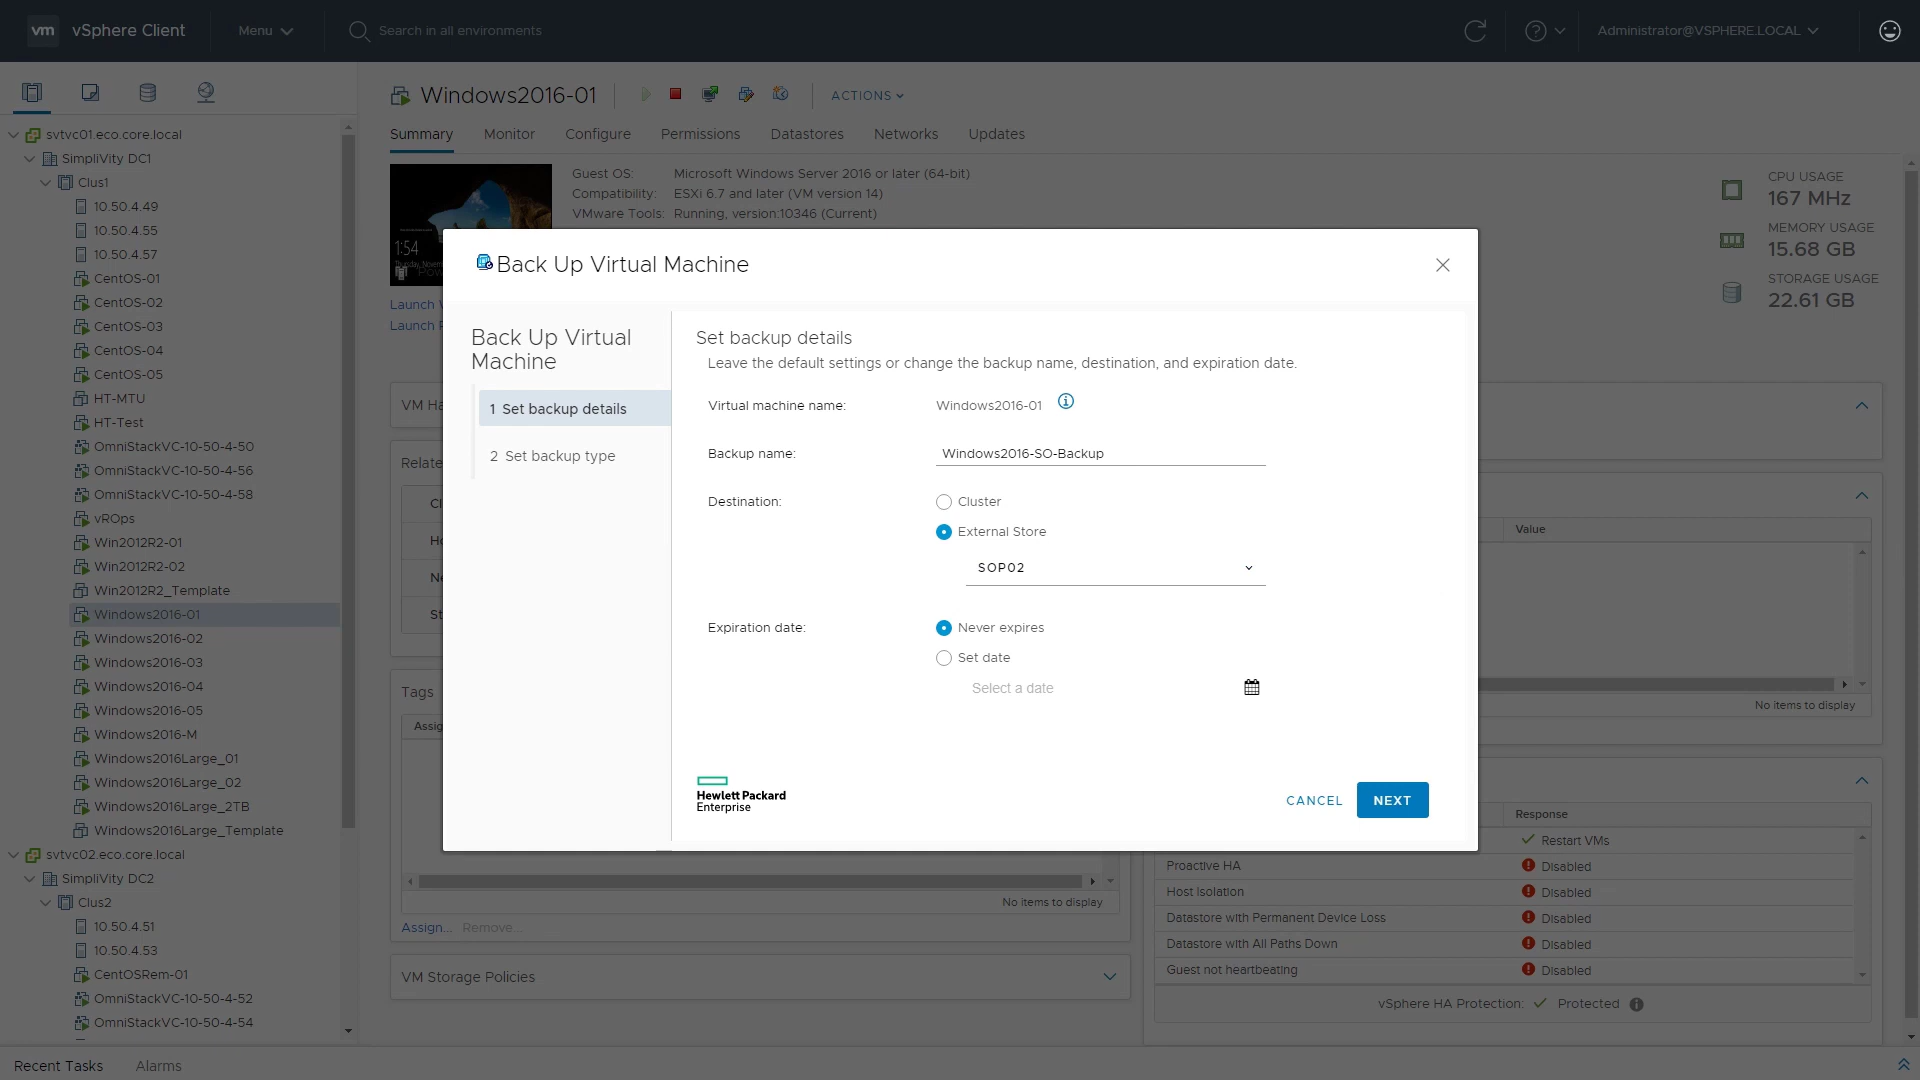 vm vSphere Client
Menu
Search in all environments
Administrator@VSPHERE.LOCAL
svtvc01.eco.core.local
SimpliVity DC1
Clus1
10.50.4.49
10.50.4.55
10.50.4.57
CentOS-01
CentOS-02
CentOS-03
CentOS-04
CentOS-05
HT-MTU
HT-Test
OmniStackVC-10-50-4-50
OmniStackVC-10-50-4-56
OmniStackVC-10-50-4-58
vROps
Win2012R2-01
Win2012R2-02
Win2012R2_Template
Windows2016-01
Windows2016-02
Windows2016-03
Windows2016-04
Windows2016-05
Windows2016-M
Windows2016Large_01
Windows2016Large_02
Windows2016Large_2TB
Windows2016Large_Template
svtvc02.eco.core.local
SimpliVity DC2
Clus2
10.50.4.51
10.50.4.53
CentOSRem-01
OmniStackVC-10-50-4-52
OmniStackVC-10-50-4-54
Windows2016-01
ACTIONS
Summary Monitor Configure Permissions Datastores Networks Updates
1:54
Guest OS: Microsoft Windows Server 2016 or later (64-bit)
Compatibility: ESXi 6.7 and later (VM version 14)
VMware Tools: Running, version:10346 (Current)
CPU USAGE
167 MHz
MEMORY USAGE
15.68 GB
STORAGE USAGE
22.61 GB
Launch
Launch
VM Ha
Relate
Cl
Ho
Ne
St
Tags
Assig
No items to display
Assign... Remove...
VM Storage Policies
Back Up Virtual Machine
Back Up Virtual
Machine
1 Set backup details
2 Set backup type
Set backup details
Leave the default settings or change the backup name, destination, and expiration date.
Virtual machine name: Windows2016-01
Backup name: Windows2016-SO-Backup
Destination: Cluster
External Store
SOP02
Expiration date: Never expires
Set date
Select a date
Hewlett Packard
Enterprise
CANCEL
NEXT
Value
No items to display
Response
Restart VMs
Proactive HA Disabled
Host Isolation Disabled
Datastore with Permanent Device Loss Disabled
Datastore with All Paths Down Disabled
Guest not heartbeating Disabled
vSphere HA Protection: Protected
Recent Tasks Alarms